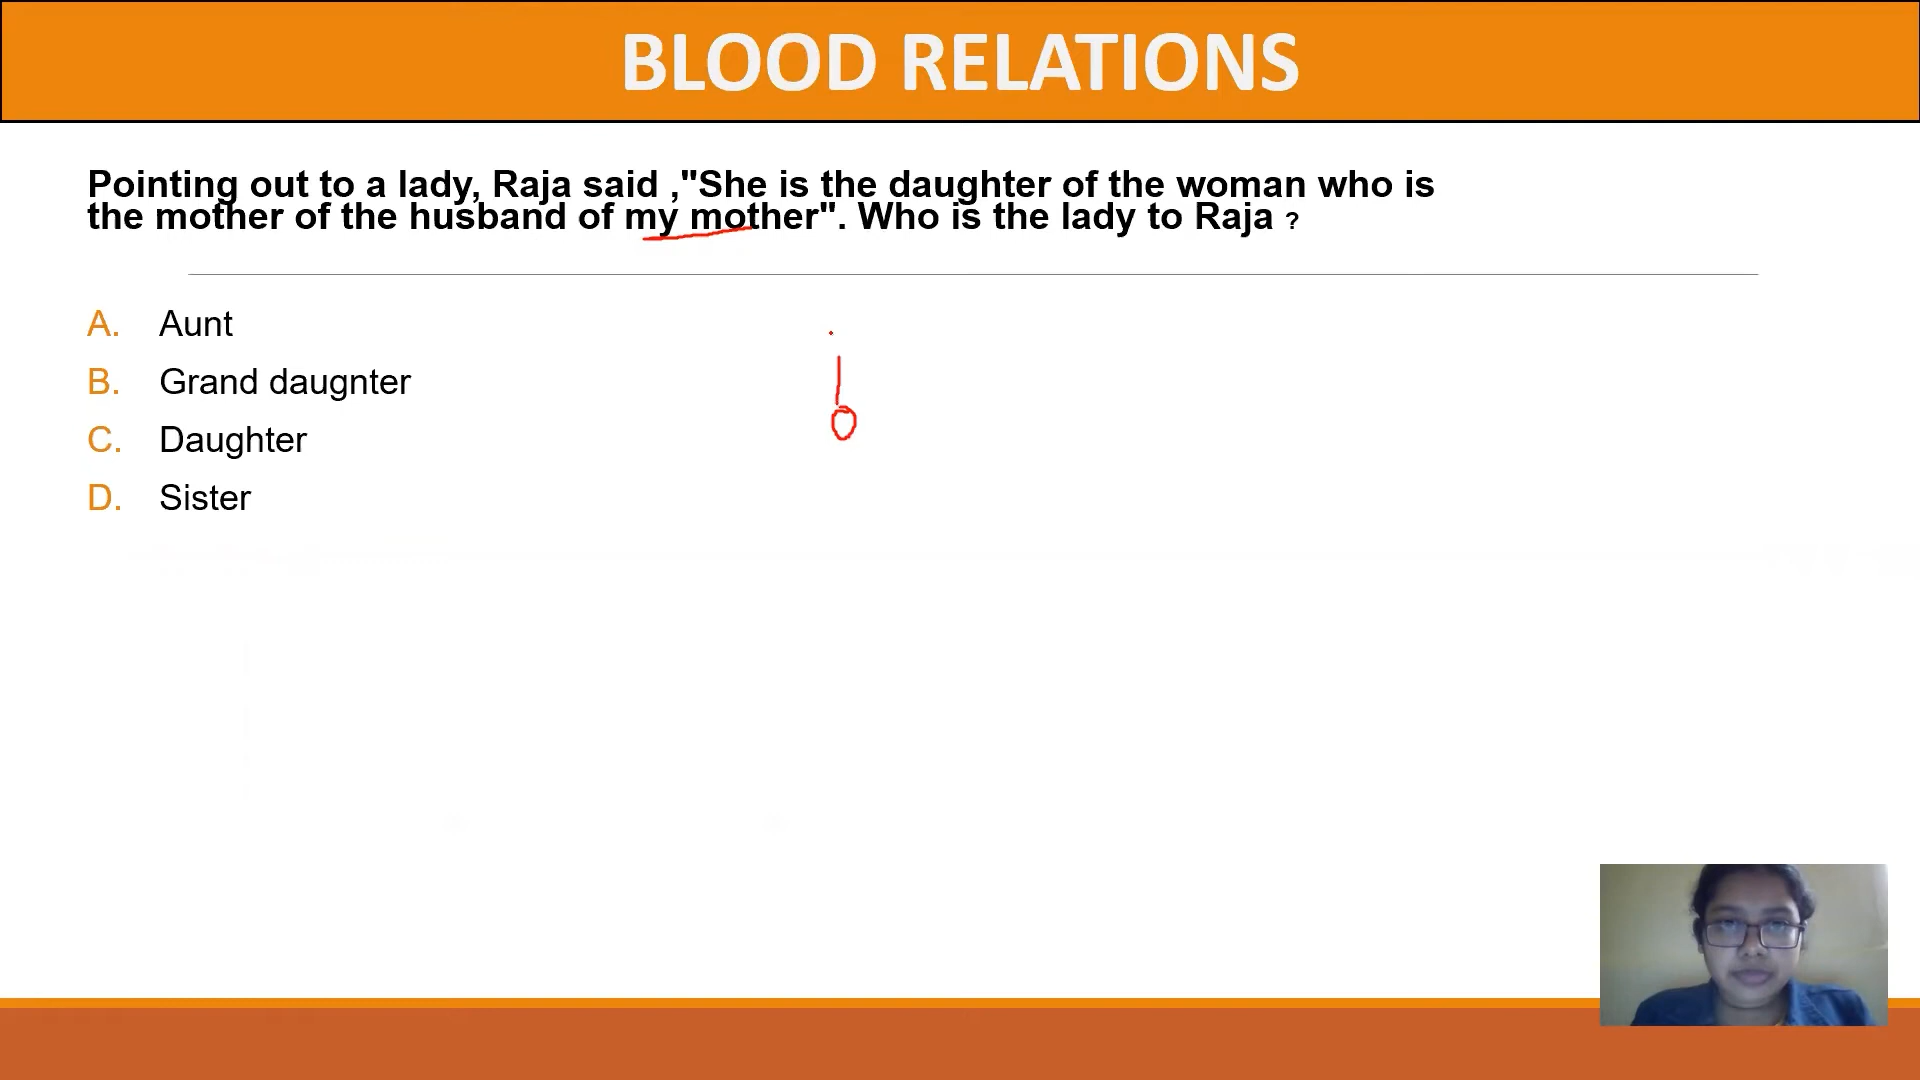 BLOOD RELATIONS
Pointing out to a lady, Raja said ,"She is the daughter of the woman who is
the mother of the husband of my mother". Who is the lady to Raja ?
A. Aunt
B. Grand daugnter
C. Daughter
D. Sister